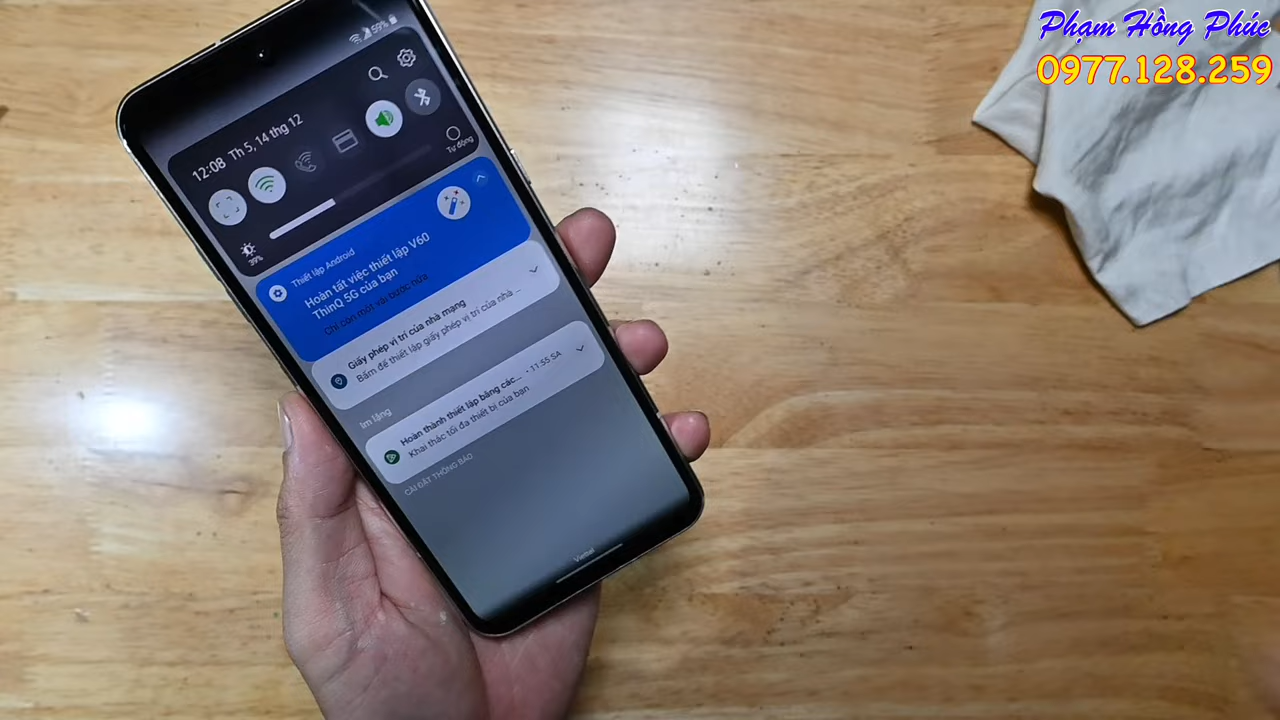 Phạm Hồng Phúc
0977.128.259
59%
12:08 Th 5, 14 thg 12
Tự động
39%
Thiết lập Android
Hoàn tất việc thiết lập V60
ThinQ 5G của bạn
Chỉ còn một vài bước nữa
Giấy phép vị trí của nhà mạng
Bấm để thiết lập giấy phép vị trí của nhà ...
Im lặng
Hoàn thành thiết lập bằng các... • 11:55 SA
Khai thác tối đa thiết bị của bạn
CÀI ĐẶT THÔNG BÁO
Viettel